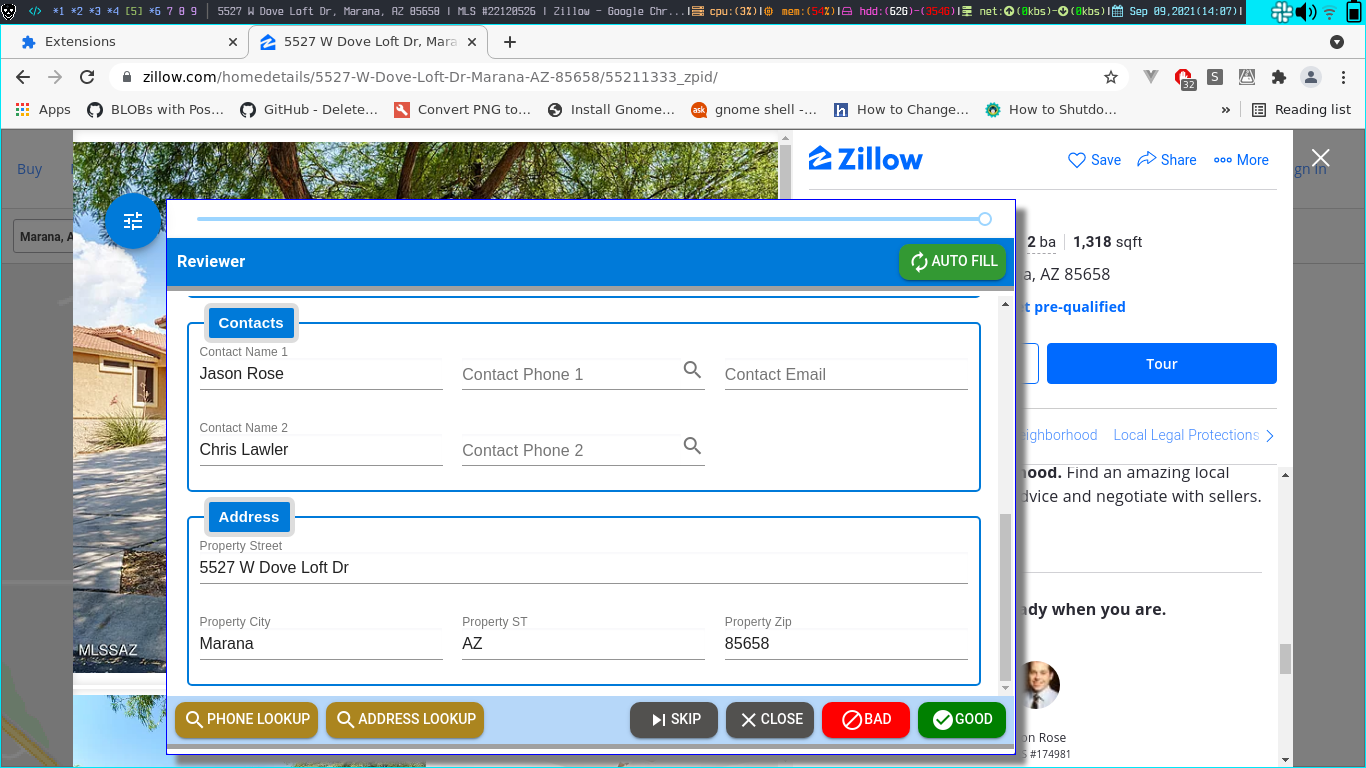 </> *1 *2 *3 *4 [5] *6 7 8 9 | 5527 W Dove Loft Dr, Marana, AZ 85658 | MLS #22120526 | Zillow – Google Chr...| cpu:(3%)| mem:(54%)| hdd:(62G)-(354G)| net:(0kbs)-(0kbs)| Sep 09,2021(14:07)|
Extensions
5527 W Dove Loft Dr, Mara
zillow.com/homedetails/5527-W-Dove-Loft-Dr-Marana-AZ-85658/55211333_zpid/
32
S
Apps
BLOBs with Pos...
GitHub - Delete...
Convert PNG to...
Install Gnome...
ask
gnome shell -...
h
How to Change...
How to Shutdo...
»
Reading list
Buy
Zillow
Save
Share
More
gn in
Marana, A
2 ba
1,318 sqft
a, AZ 85658
t pre-qualified
Tour
eighborhood
Local Legal Protections
hood. Find an amazing local
dvice and negotiate with sellers.
ady when you are.
on Rose
S #174981
MLSSAZ
Reviewer
AUTO FILL
Contacts
Contact Name 1
Jason Rose
Contact Phone 1
Contact Email
Contact Name 2
Chris Lawler
Contact Phone 2
Address
Property Street
5527 W Dove Loft Dr
Property City
Marana
Property ST
AZ
Property Zip
85658
PHONE LOOKUP
ADDRESS LOOKUP
SKIP
CLOSE
BAD
GOOD